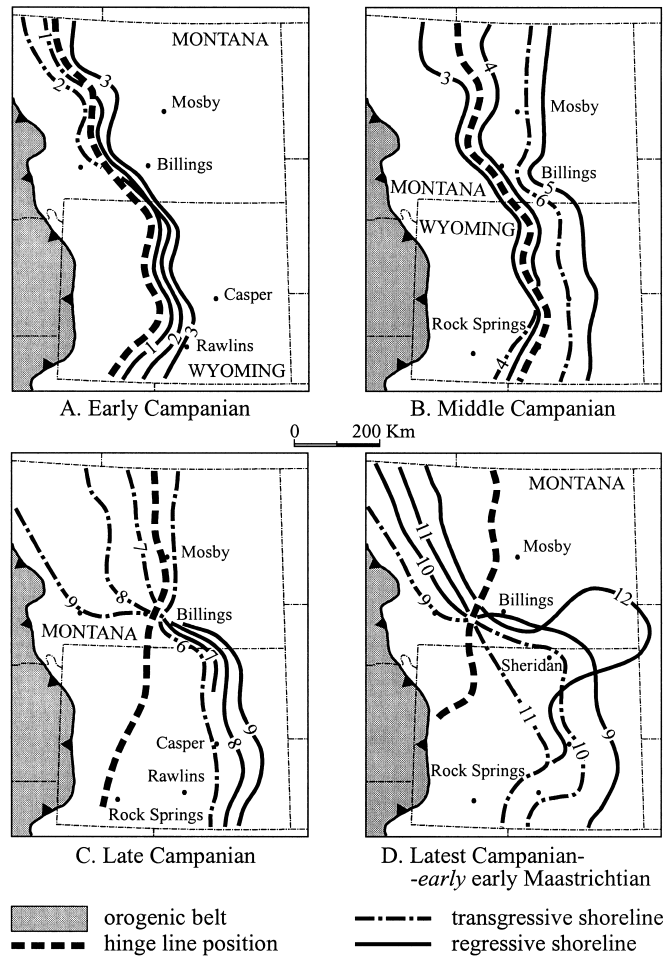 MONTANA
1
2
3
Mosby
Billings
Casper
1
2
3
Rawlins
WYOMING
A. Early Campanian
MONTANA
3
4
Mosby
Billings
5
6
WYOMING
Rock Springs
4
B. Middle Campanian
0 200 Km
MONTANA
7
Mosby
8
9
Billings
6
7
Casper
8
9
Rawlins
Rock Springs
C. Late Campanian
MONTANA
11
10
9
Mosby
Billings
12
Sheridan
11
10
9
Rock Springs
D. Latest Campanian-
-early early Maastrichtian
orogenic belt
hinge line position
transgressive shoreline
regressive shoreline